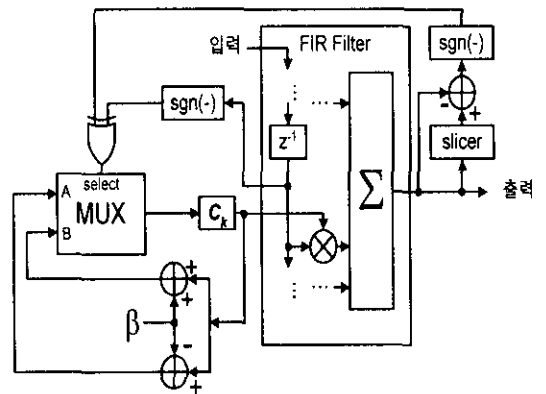 입력
FIR Filter
sgn(-)
sgn(-)
z⁻¹
slicer
select
A
MUX
B
C_k
Σ
출력
β
+
+
-
+
-
+